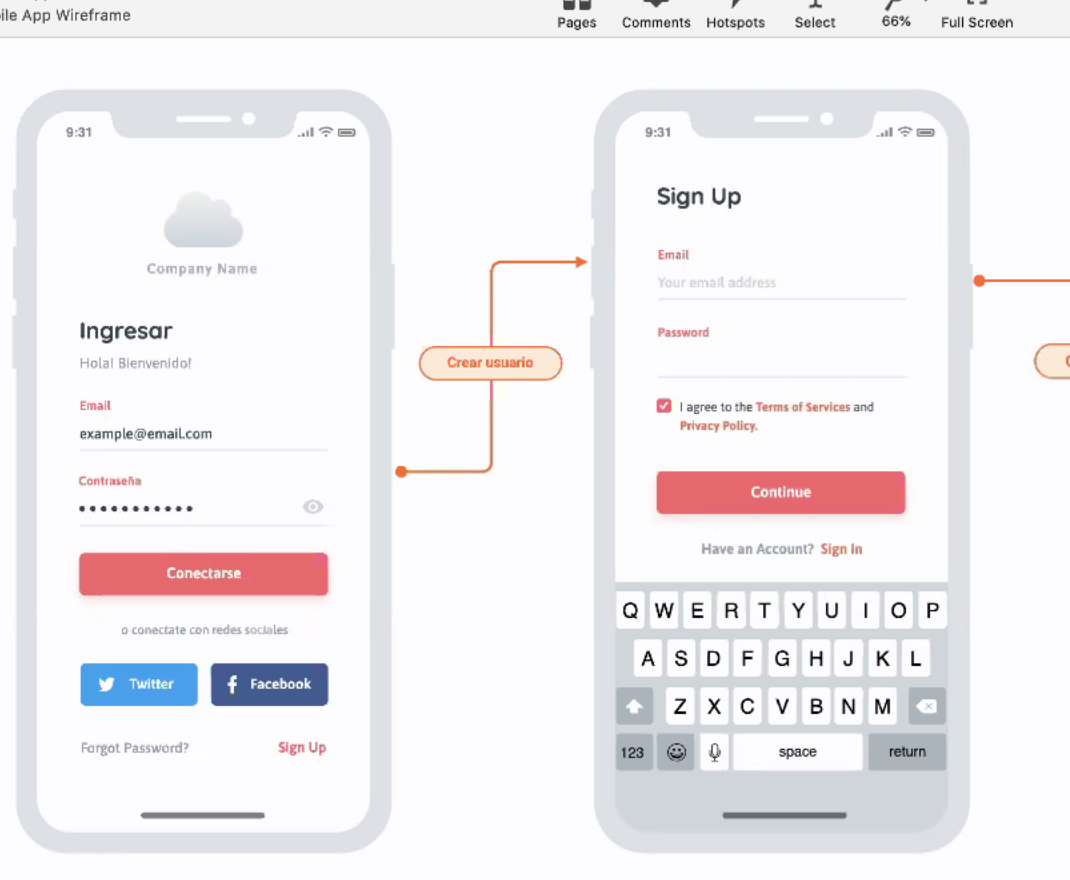 ile App Wireframe
Pages Comments Hotspots Select 66% Full Screen
9:31
Company Name
Ingresar
Hola! Bienvenido!
Email
example@email.com
Contraseña
Conectarse
o conectate con redes sociales
Twitter Facebook
Forgot Password? Sign Up
Crear usuario
9:31
Sign Up
Email
Your email address
Password
I agree to the Terms of Services and
Privacy Policy.
Continue
Have an Account? Sign In
Q W E R T Y U I O P
A S D F G H J K L
Z X C V B N M
123 space return